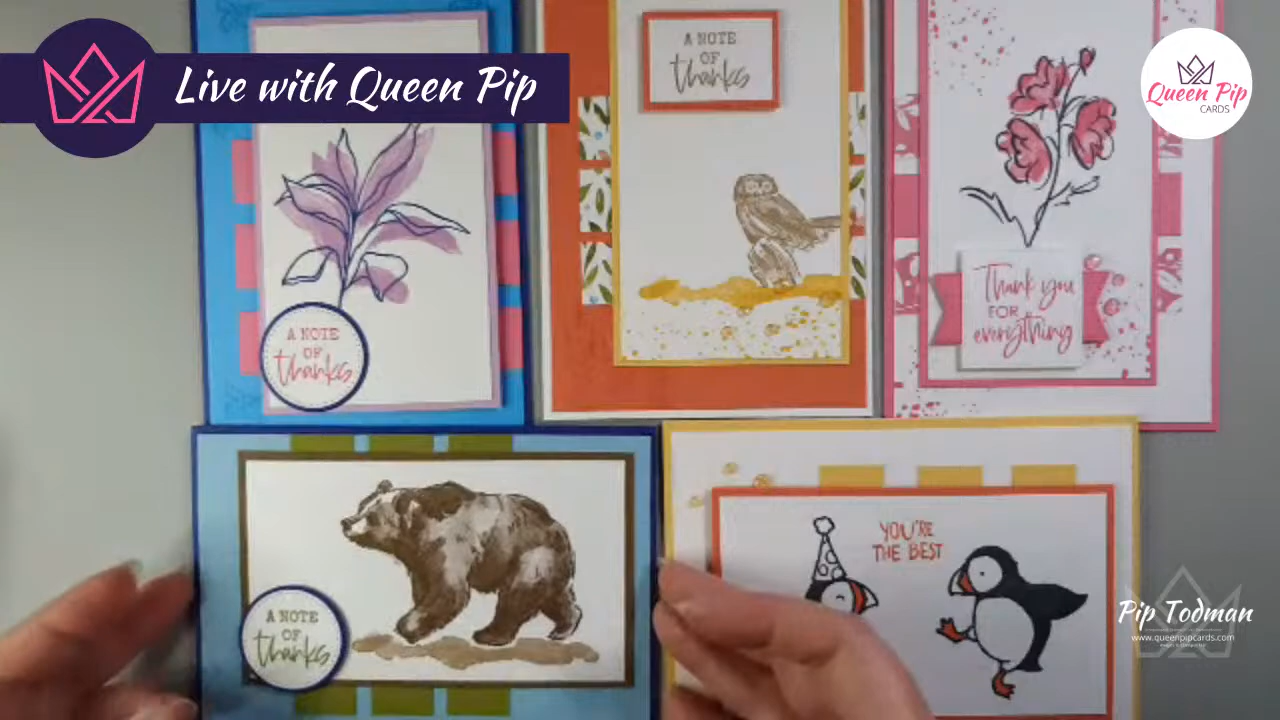 Live with Queen Pip
Queen Pip
CARDS
A NOTE
OF
thanks
A NOTE
OF
thanks
Thank you
FOR
everything
A NOTE
OF
thanks
YOU'RE
THE BEST
Pip Todman
www.queenpipcards.com